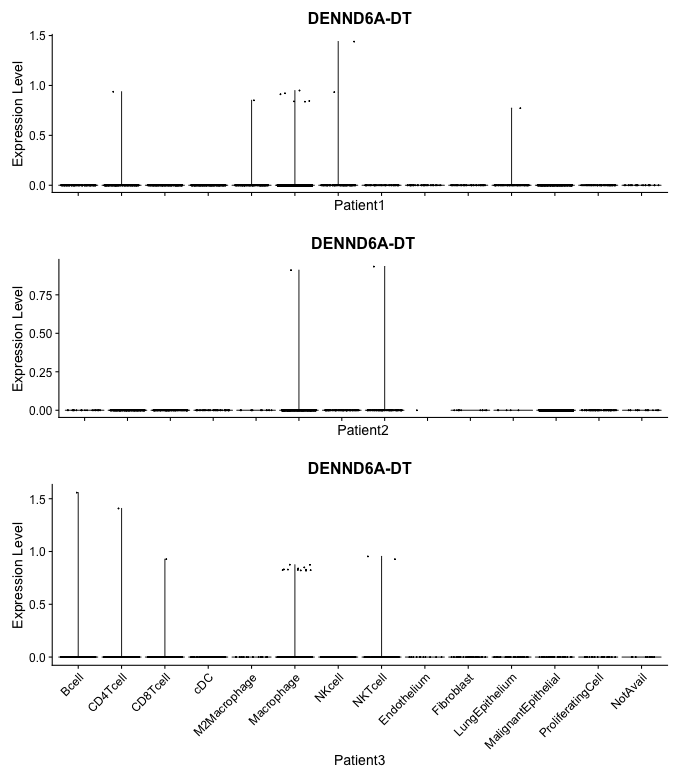 DENND6A-DT
Expression Level
1.5
1.0
0.5
0.0
Patient1
DENND6A-DT
Expression Level
0.75
0.50
0.25
0.00
Patient2
DENND6A-DT
Expression Level
1.5
1.0
0.5
0.0
Bcell
CD4Tcell
CD8Tcell
cDC
M2Macrophage
Macrophage
NKcell
NKTcell
Endothelium
Fibroblast
LungEpithelium
MalignantEpithelial
ProliferatingCell
NotAvail
Patient3